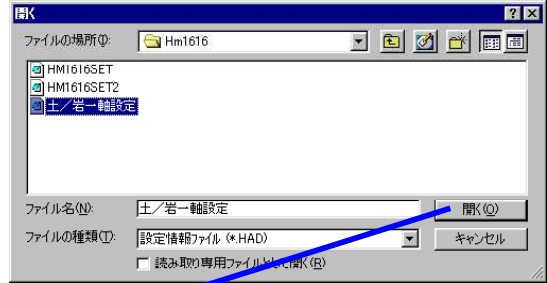 開く
ファイルの場所(I):
Hm1616
HM1616SET
HM1616SET2
土／岩一軸設定
ファイル名(N):
土／岩一軸設定
開く(O)
ファイルの種類(T):
設定情報ファイル (*.HAD)
キャンセル
読み取り専用ファイルとして開く(R)